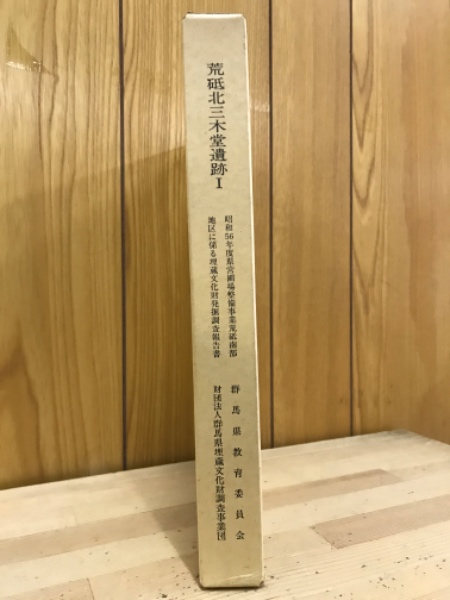 荒砥北三木堂遺跡Ⅰ
昭和56年度県営圃場整備事業荒砥南部
地区に係る埋蔵文化財発掘調査報告書
群馬県教育委員会
財団法人群馬県埋蔵文化財調査事業団